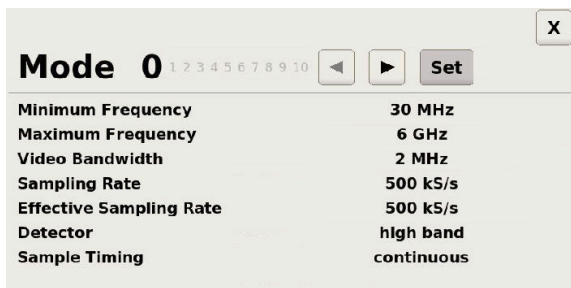 X
Mode 0 1 2 3 4 5 6 7 8 9 10 Set
Minimum Frequency 30 MHz
Maximum Frequency 6 GHz
Video Bandwidth 2 MHz
Sampling Rate 500 kS/s
Effective Sampling Rate 500 kS/s
Detector high band
Sample Timing continuous